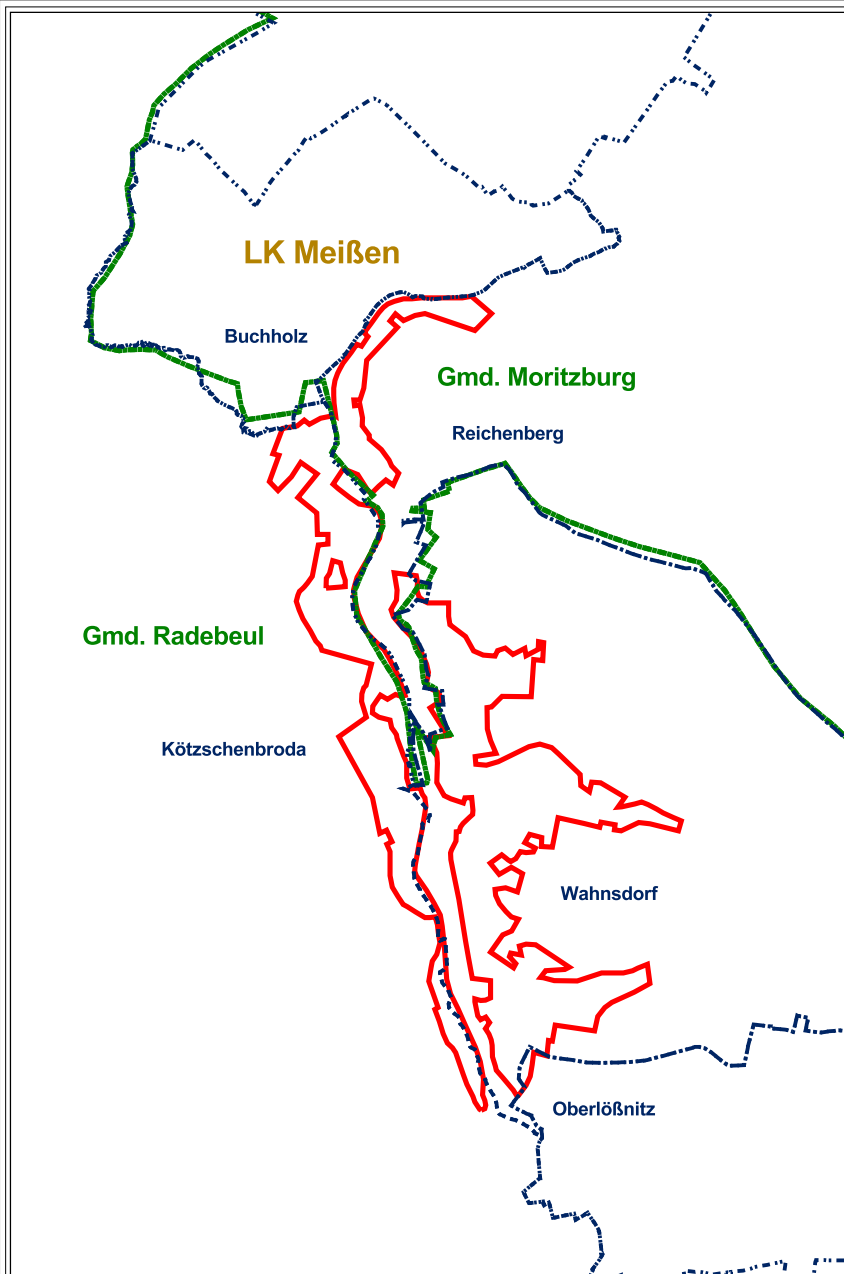 LK Meißen
Buchholz
Gmd. Moritzburg
Reichenberg
Gmd. Radebeul
Kötzschenbroda
Wahnsdorf
Oberlößnitz